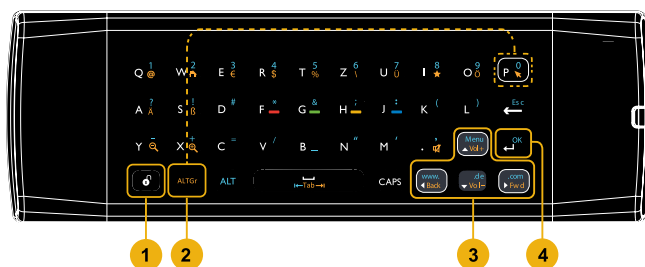 Q 1 @ W 2 E 3 € R 4 $ T 5 % Z 6 \ U 7 Ü I 8 ★ O 9 Ö P 0
A ? Ä S ! ß D # F * G & H ; J : K ( L ) Esc ←
Y - X + C = V / B _ N " M ' . , Menu ▲ Vol+ OK ↵
ALTGr ALT Tab CAPS www. ◀ Back .de ▼ Vol− .com ▶ Fwd
1 2 3 4